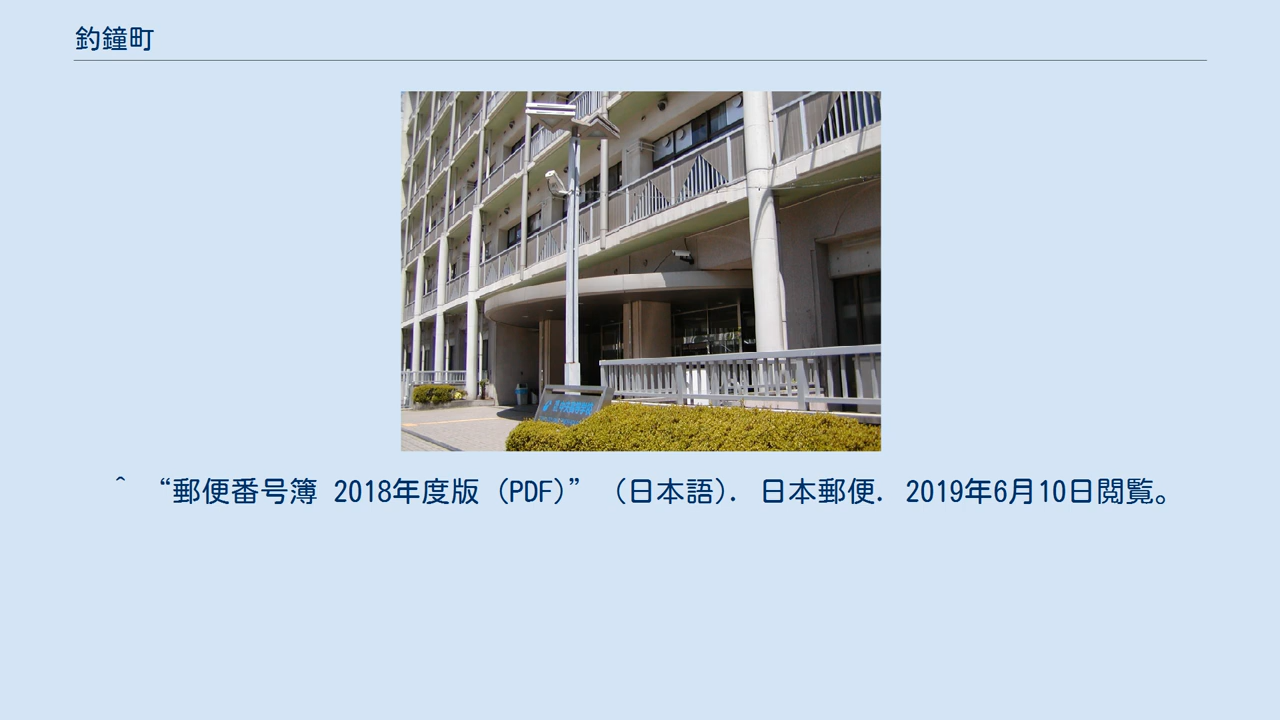 釣鐘町
^ “郵便番号簿 2018年度版 (PDF)” (日本語). 日本郵便. 2019年6月10日閲覧。